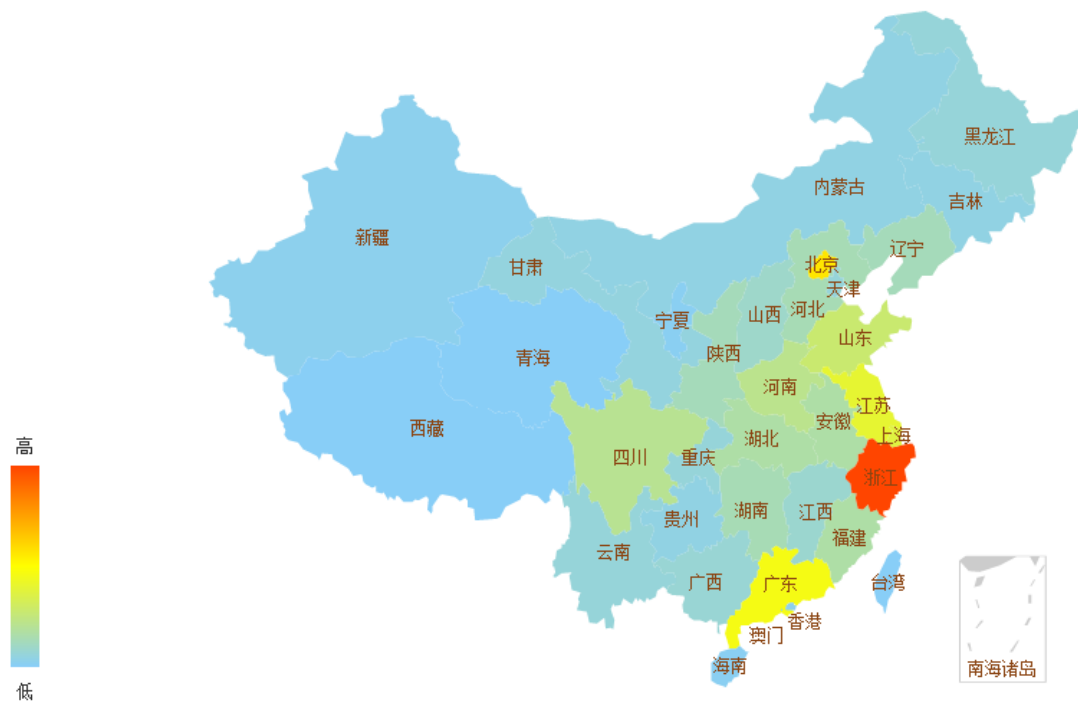 黑龙江
内蒙古
吉林
新疆
辽宁
北京
甘肃
天津
河北
山西
宁夏
山东
陕西
青海
河南
江苏
安徽
西藏
上海
湖北
高
四川
重庆
浙江
湖南
江西
贵州
福建
云南
广西
广东
台湾
香港
澳门
海南
南海诸岛
低